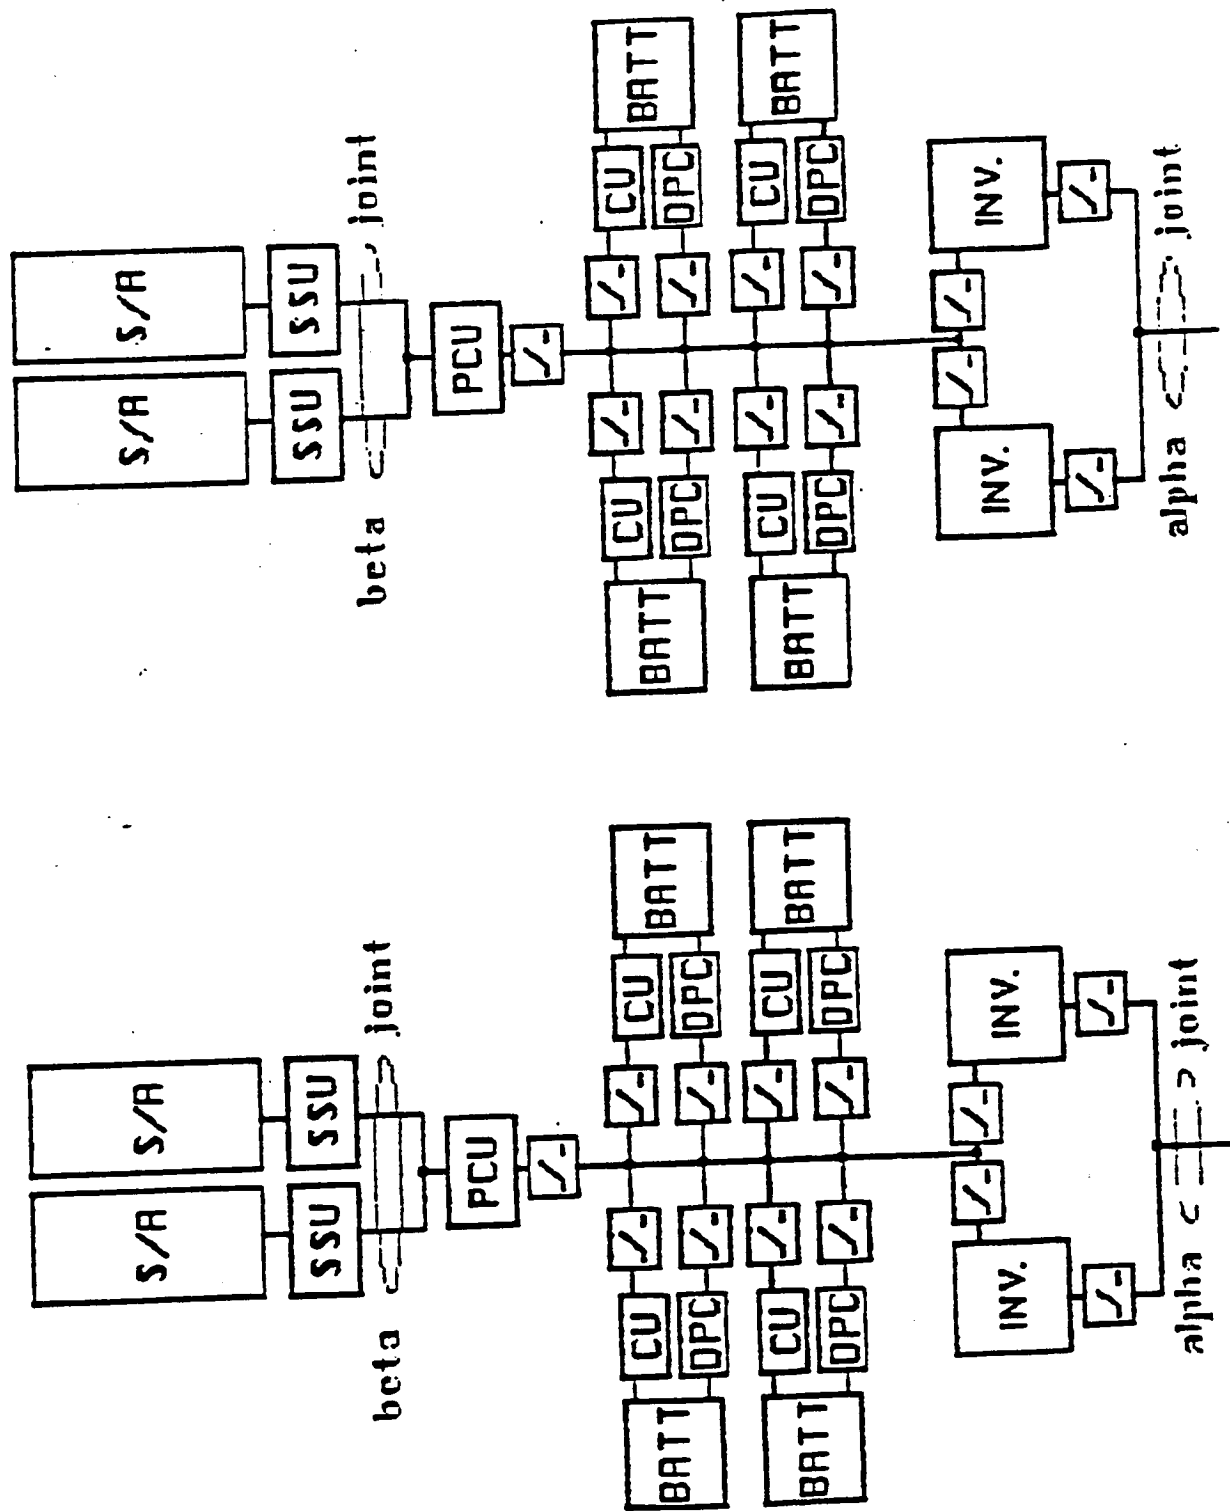 S/A S/A S/A S/A
SSU SSU SSU SSU
beta joint beta joint
PCU PCU
BATT CU CU BATT BATT CU CU BATT
DPC DPC DPC DPC
BATT CU CU BATT BATT CU CU BATT
DPC DPC DPC DPC
INV. INV. INV. INV.
alpha joint alpha joint